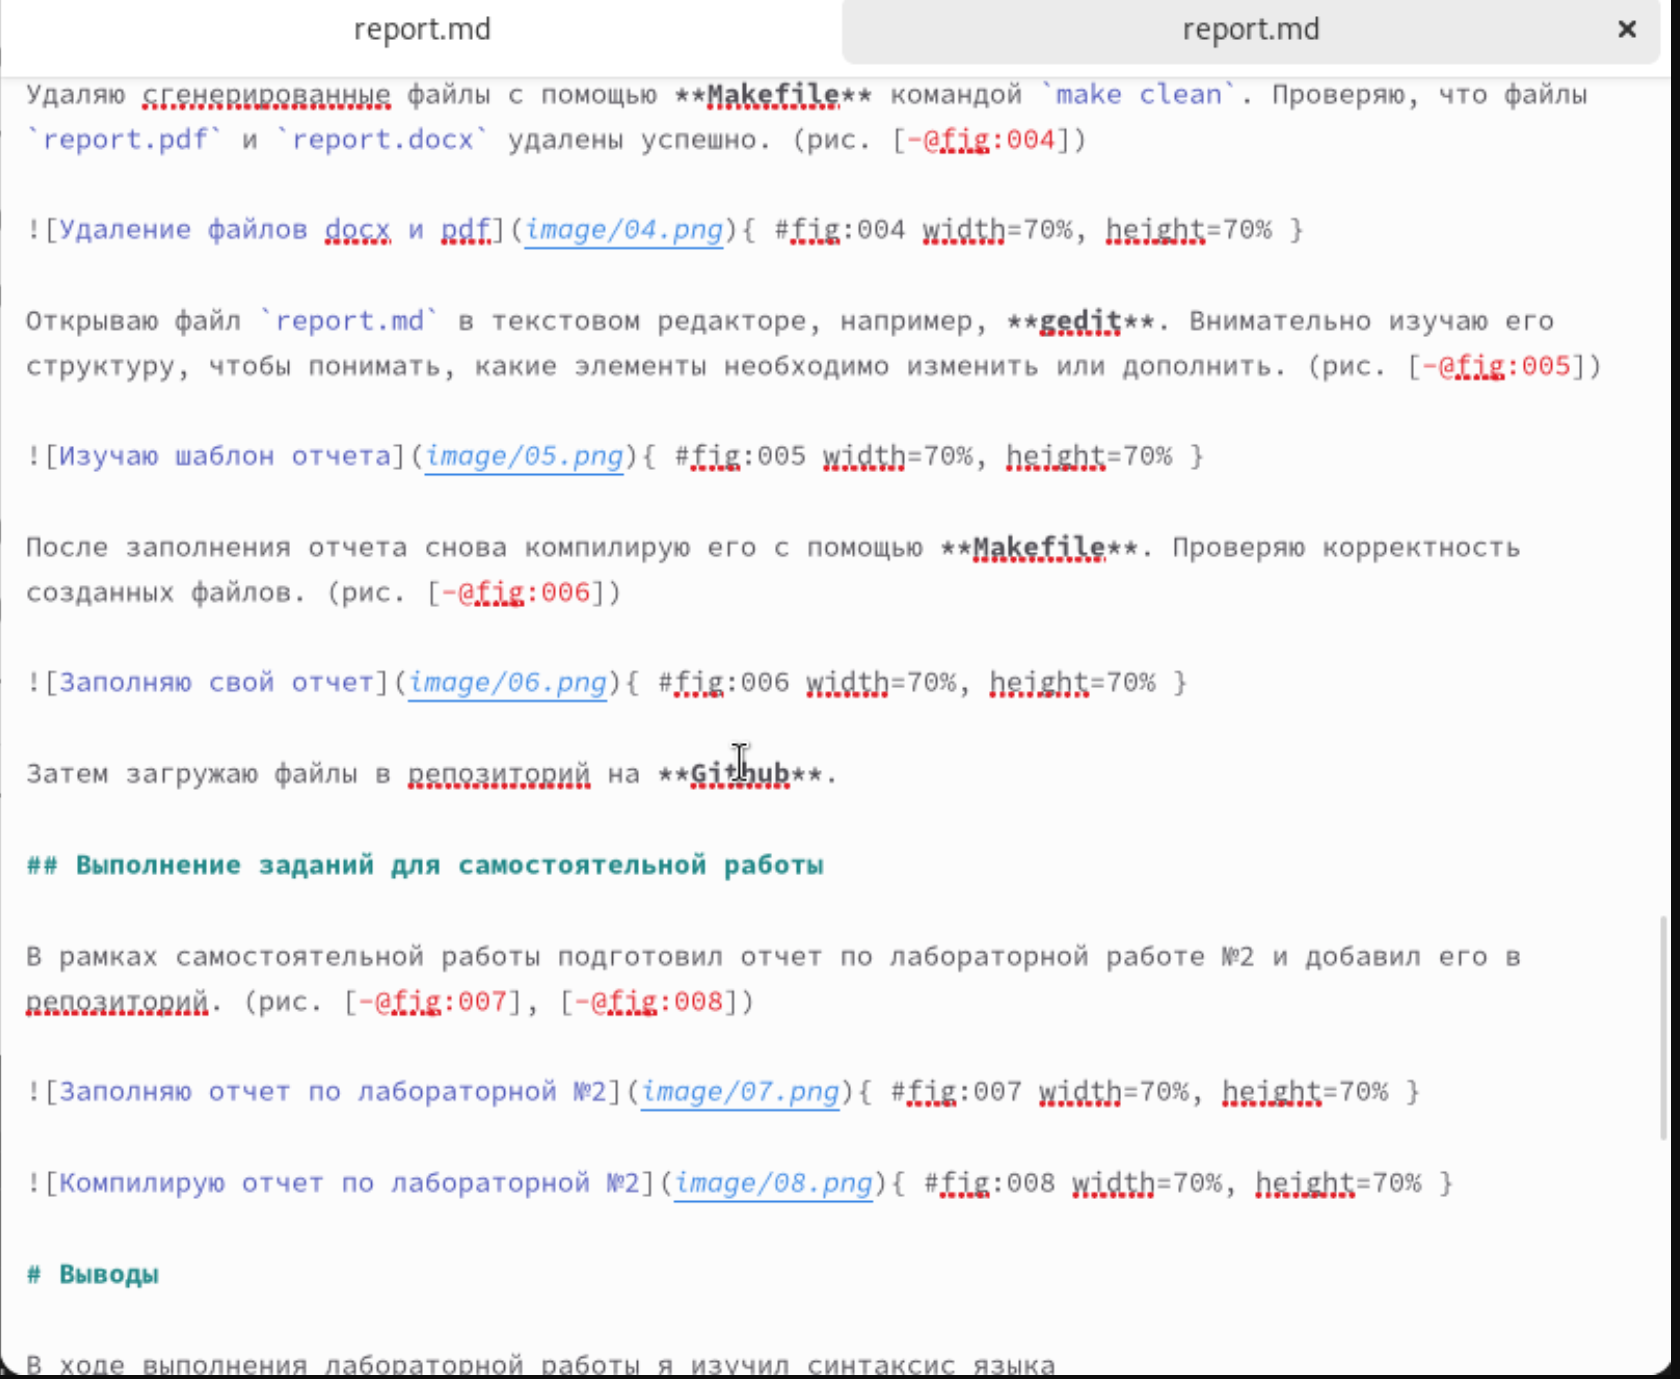 report.md
report.md
Удаляю сгенерированные файлы с помощью **Makefile** командой `make clean`. Проверяю, что файлы
`report.pdf` и `report.docx` удалены успешно. (рис. [-@fig:004])
![Удаление файлов docx и pdf](image/04.png){ #fig:004 width=70%, height=70% }
Открываю файл `report.md` в текстовом редакторе, например, **gedit**. Внимательно изучаю его
структуру, чтобы понимать, какие элементы необходимо изменить или дополнить. (рис. [-@fig:005])
![Изучаю шаблон отчета](image/05.png){ #fig:005 width=70%, height=70% }
После заполнения отчета снова компилирую его с помощью **Makefile**. Проверяю корректность
созданных файлов. (рис. [-@fig:006])
![Заполняю свой отчет](image/06.png){ #fig:006 width=70%, height=70% }
Затем загружаю файлы в репозиторий на **Github**.
## Выполнение заданий для самостоятельной работы
В рамках самостоятельной работы подготовил отчет по лабораторной работе №2 и добавил его в
репозиторий. (рис. [-@fig:007], [-@fig:008])
![Заполняю отчет по лабораторной №2](image/07.png){ #fig:007 width=70%, height=70% }
![Компилирую отчет по лабораторной №2](image/08.png){ #fig:008 width=70%, height=70% }
# Выводы
В ходе выполнения лабораторной работы я изучил синтаксис языка